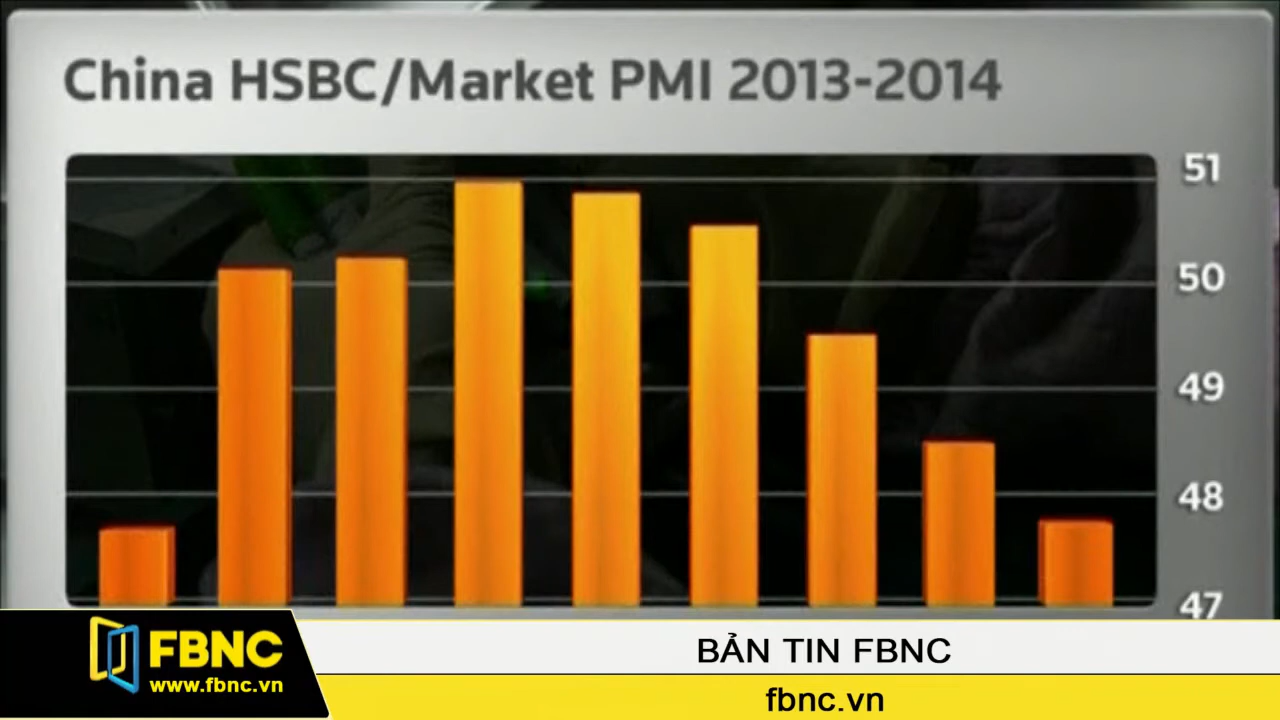 China HSBC/Market PMI 2013-2014
51
50
49
48
47
FBNC
www.fbnc.vn
BẢN TIN FBNC
fbnc.vn